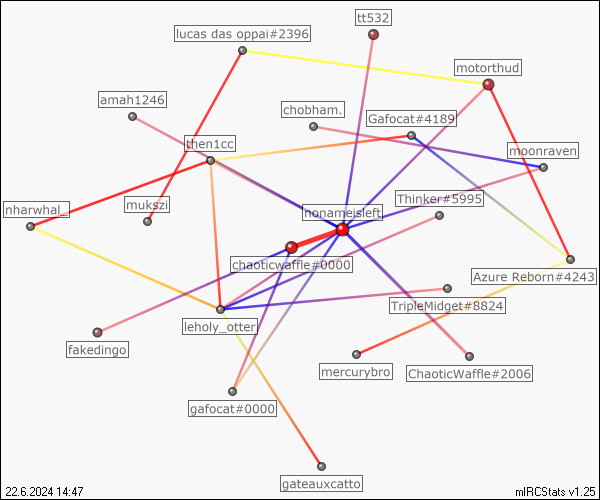 tt532
lucas das oppai#2396
motorthud
amah1246
chobham.
Gafocat#4189
then1cc
moonraven
Thinker#5995
nharwhal_
mukszi
nonameisleft
chaoticwaffle#0000
Azure Reborn#4243
TripleMidget#8824
leholy_otter
fakedingo
mercurybro
ChaoticWaffle#2006
gafocat#0000
gateauxcatto
22.6.2024 14:47
mIRCStats v1.25